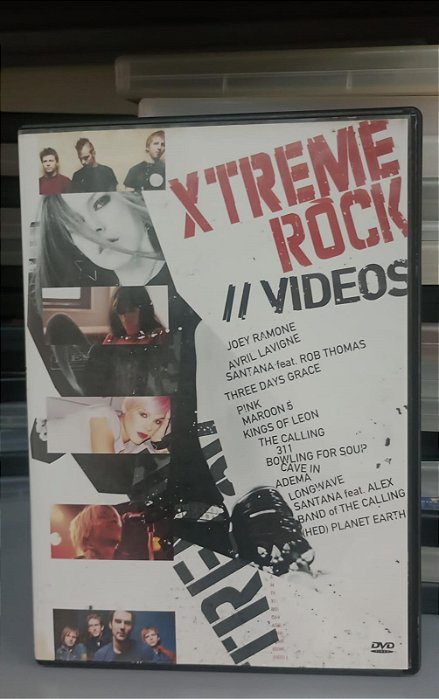 XTREME
ROCK
// VIDEOS
JOEY RAMONE
AVRIL LAVIGNE
SANTANA feat. ROB THOMAS
THREE DAYS GRACE
P!NK
MAROON 5
KINGS OF LEON
THE CALLING
311
BOWLING FOR SOUP
CAVE IN
ADEMA
LONGWAVE
SANTANA feat. ALEX
BAND of THE CALLING
(HED) PLANET EARTH
DVD